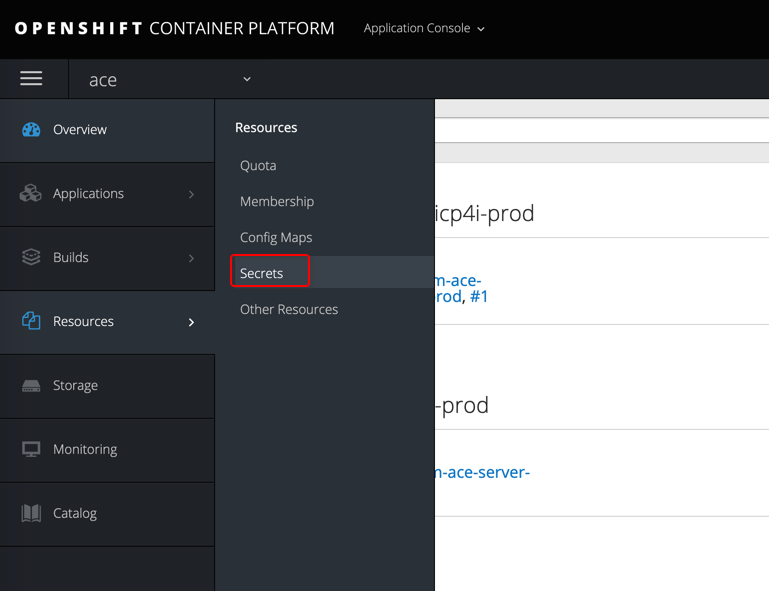 OPENSHIFT CONTAINER PLATFORM Application Console
ace
Overview
Applications
Builds
Resources
Storage
Monitoring
Catalog
Resources
Quota
Membership
Config Maps
Secrets
Other Resources
icp4i-prod
m-ace-
prod, #1
-prod
m-ace-server-